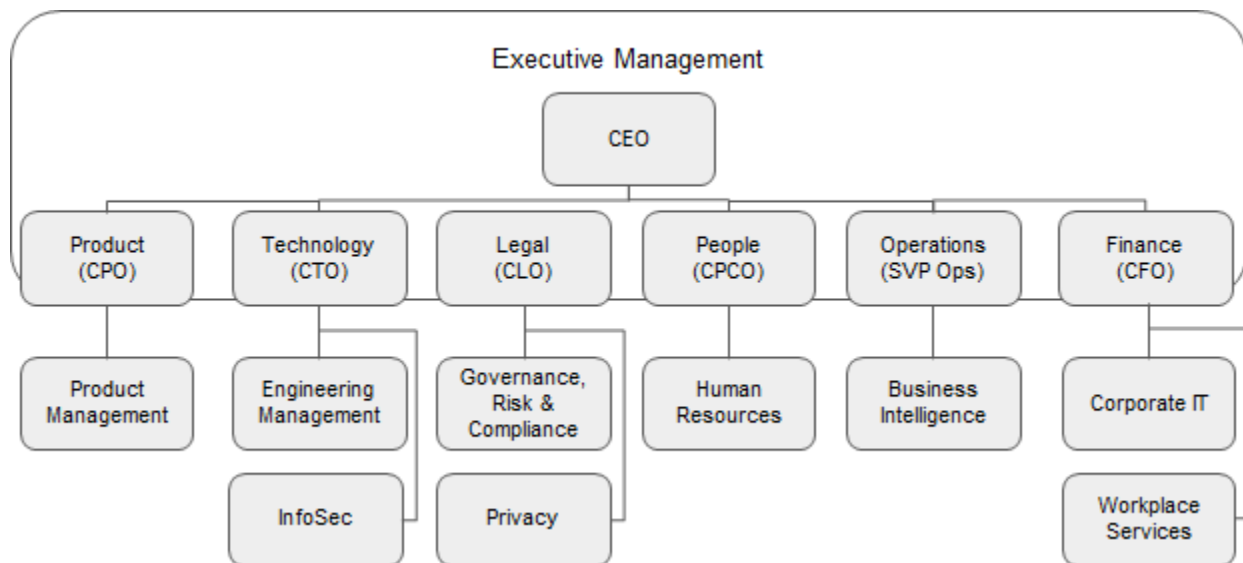 Executive Management
CEO
Product
(CPO)
Technology
(CTO)
Legal
(CLO)
People
(CPCO)
Operations
(SVP Ops)
Finance
(CFO)
Product
Management
Engineering
Management
Governance,
Risk &
Compliance
Human
Resources
Business
Intelligence
Corporate IT
InfoSec
Privacy
Workplace
Services